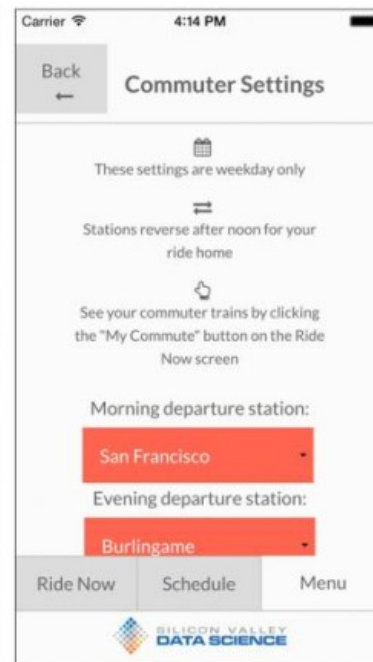 Carrier 4:14 PM
Back
Commuter Settings
These settings are weekday only
Stations reverse after noon for your
ride home
See your commuter trains by clicking
the "My Commute" button on the Ride
Now screen
Morning departure station:
San Francisco
Evening departure station:
Burlingame
Ride Now Schedule Menu
SILICON VALLEY
DATA SCIENCE